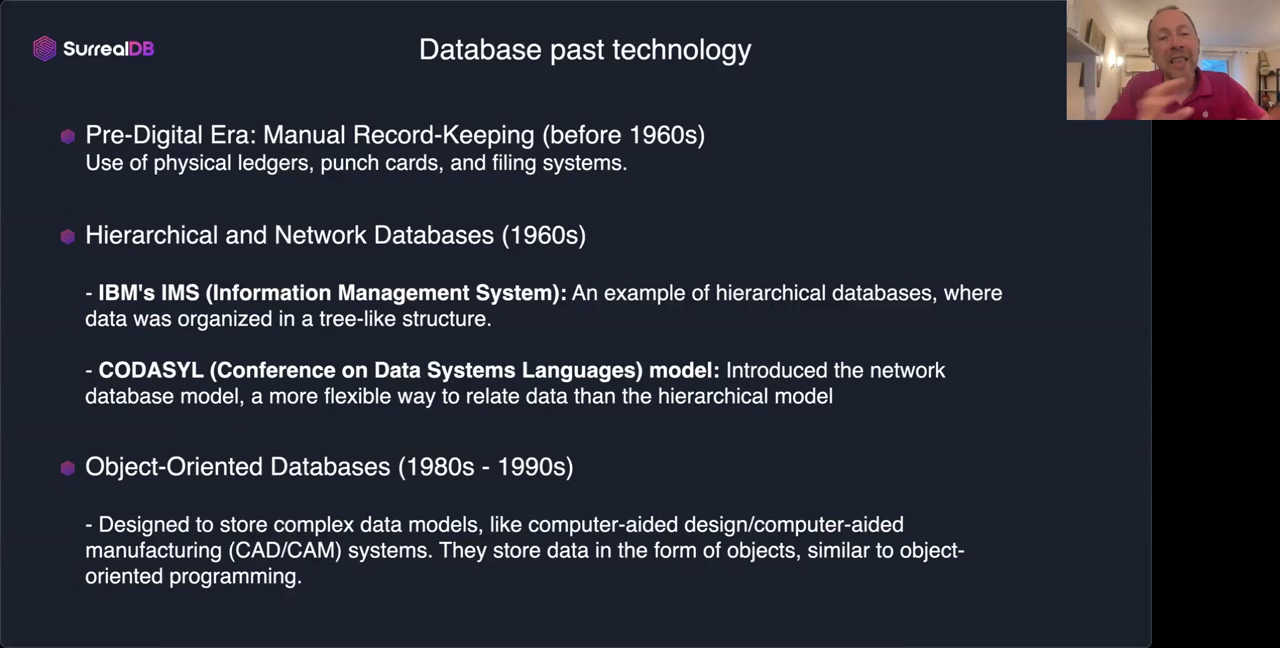 SurrealDB
Database past technology
Pre-Digital Era: Manual Record-Keeping (before 1960s)
Use of physical ledgers, punch cards, and filing systems.
Hierarchical and Network Databases (1960s)
- IBM's IMS (Information Management System): An example of hierarchical databases, where
data was organized in a tree-like structure.
- CODASYL (Conference on Data Systems Languages) model: Introduced the network
database model, a more flexible way to relate data than the hierarchical model
Object-Oriented Databases (1980s - 1990s)
- Designed to store complex data models, like computer-aided design/computer-aided
manufacturing (CAD/CAM) systems. They store data in the form of objects, similar to object-
oriented programming.